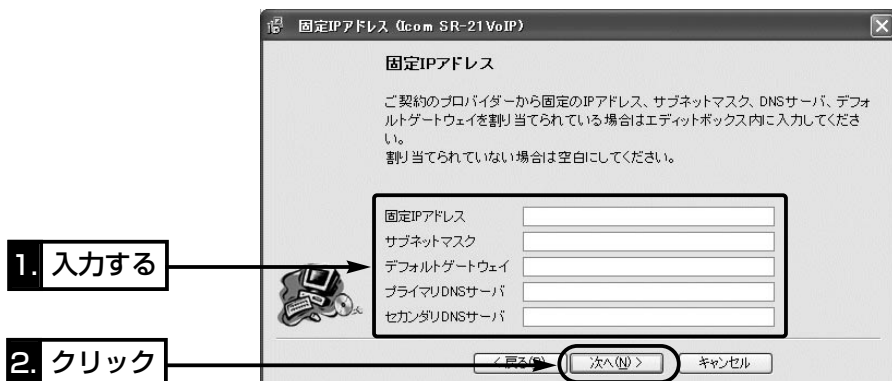 固定IPアドレス (Icom SR-21VoIP)
固定IPアドレス
ご契約のプロバイダーから固定のIPアドレス、サブネットマスク、DNSサーバ、デフォ
ルトゲートウェイを割り当てられている場合はエディットボックス内に入力してくださ
い。
割り当てられていない場合は空白にしてください。
固定IPアドレス
サブネットマスク
デフォルトゲートウェイ
プライマリDNSサーバ
セカンダリDNSサーバ
1. 入力する
2. クリック
< 戻る(B) 次へ(N) > キャンセル